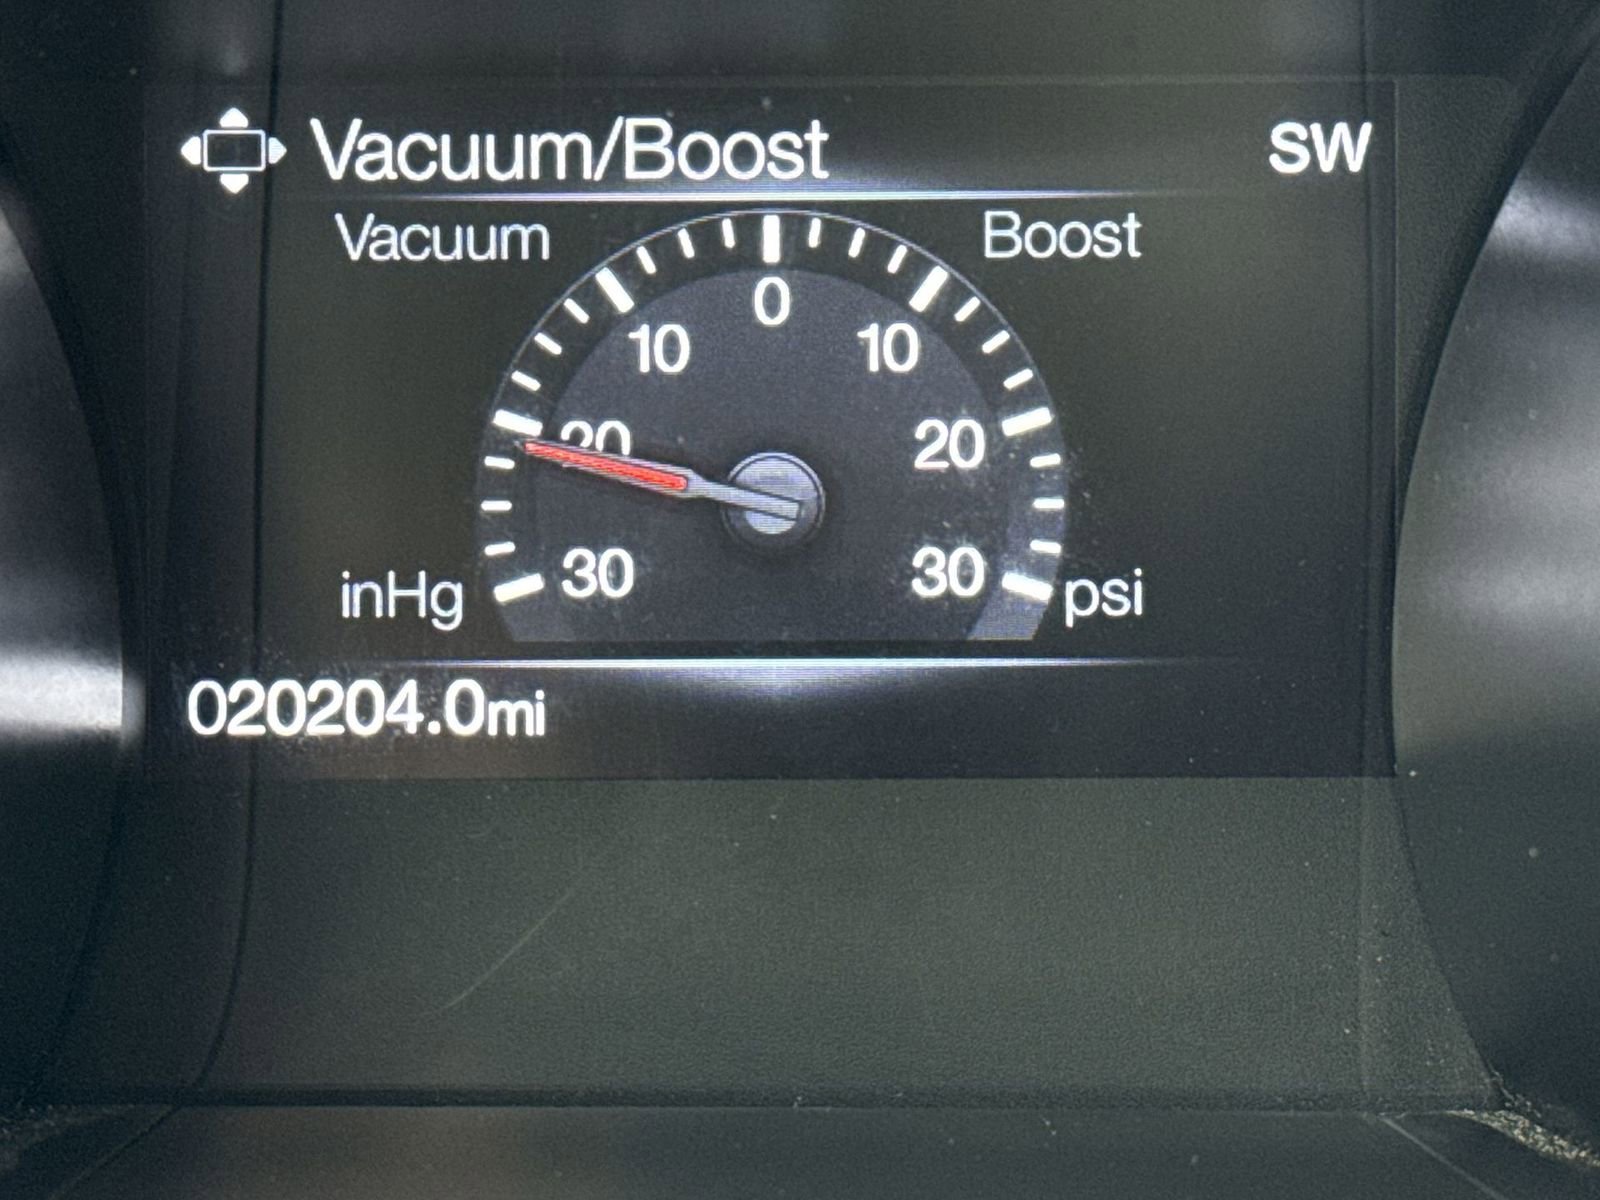 Vacuum/Boost SW
Vacuum Boost
0
10 10
20 20
30 30
inHg psi
020204.0mi